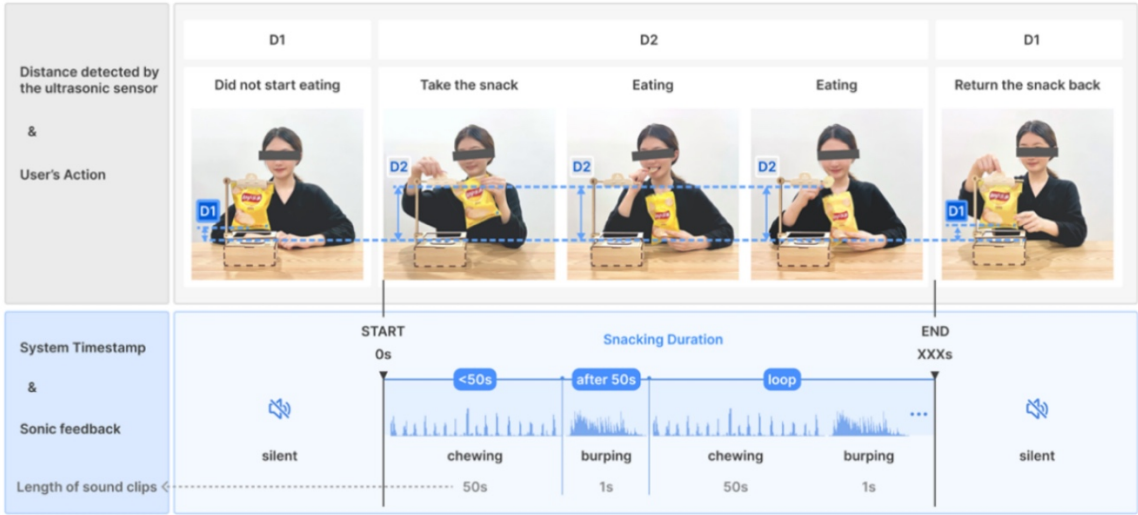 D1
D2
D1
Distance detected by
the ultrasonic sensor
&
User's Action
Did not start eating
Take the snack
Eating
Eating
Return the snack back
D1
D2
D2
D2
D1
System Timestamp
&
Sonic feedback
START
0s
Snacking Duration
END
XXXs
<50s
after 50s
loop
silent
chewing
burping
chewing
burping
silent
Length of sound clips
50s
1s
50s
1s